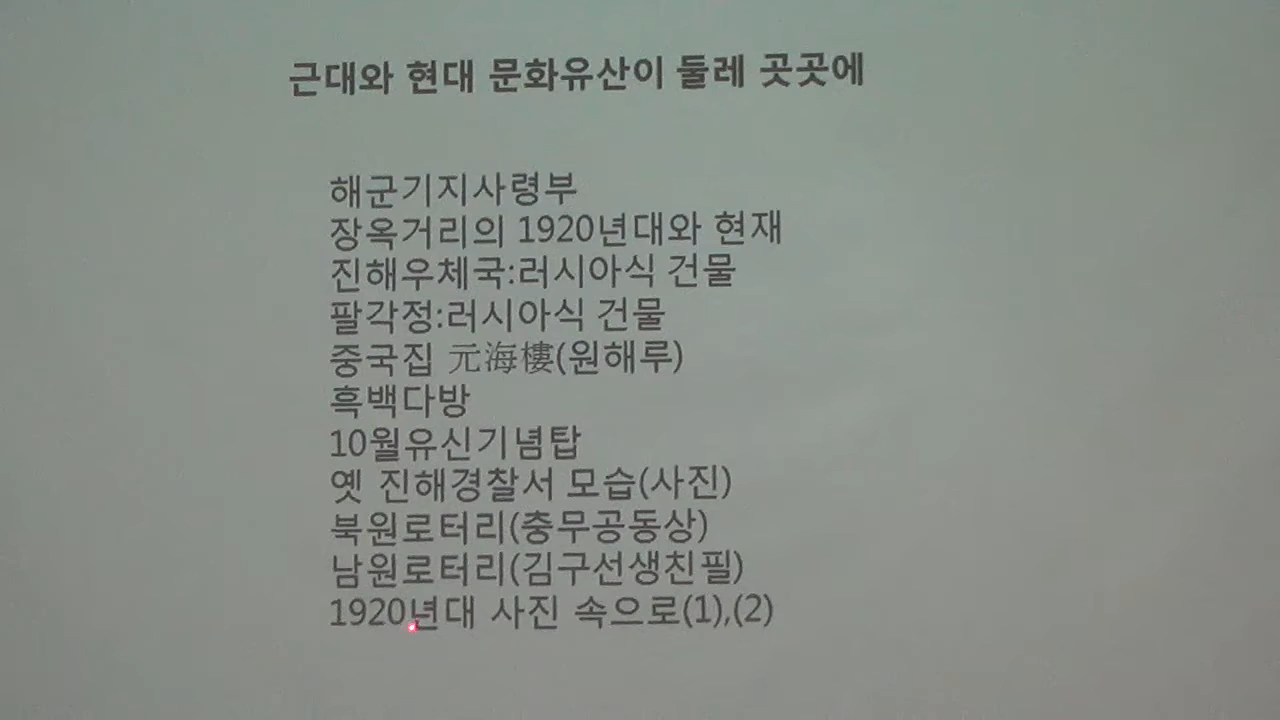 근대와 현대 문화유산이 둘레 곳곳에
해군기지사령부
장옥거리의 1920년대와 현재
진해우체국:러시아식 건물
팔각정:러시아식 건물
중국집 元海樓(원해루)
흑백다방
10월유신기념탑
옛 진해경찰서 모습(사진)
북원로터리(충무공동상)
남원로터리(김구선생친필)
1920년대 사진 속으로(1),(2)